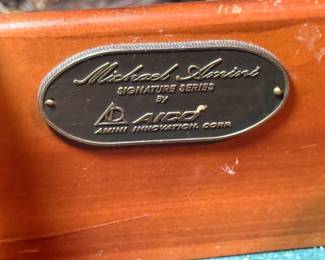 Michael Amini
SIGNATURE SERIES
By
AICO
AMINI INNOVATION, CORP.